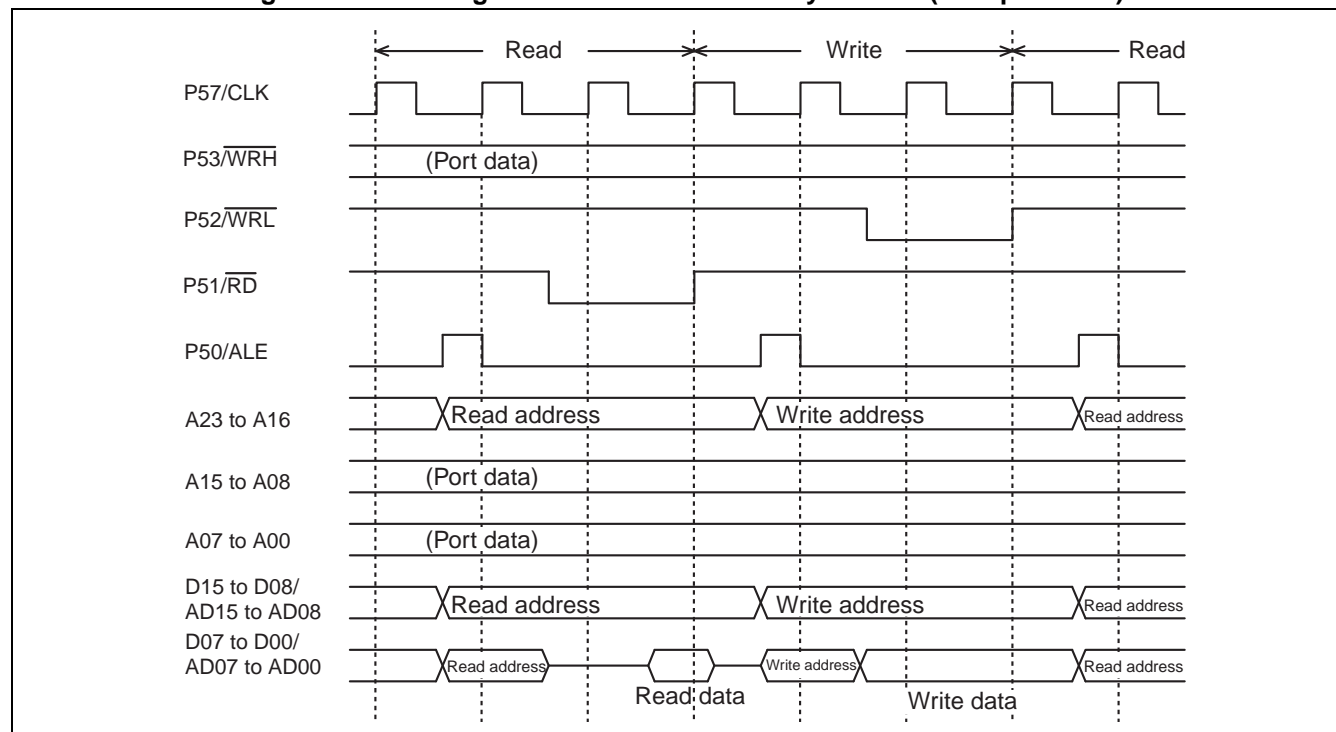 Read Write Read
P57/CLK
P53/WRH (Port data)
P52/WRL
P51/RD
P50/ALE
A23 to A16 Read address Write address Read address
A15 to A08 (Port data)
A07 to A00 (Port data)
D15 to D08/
AD15 to AD08 Read address Write address Read address
D07 to D00/
AD07 to AD00 Read address Write address Read address
Read data Write data